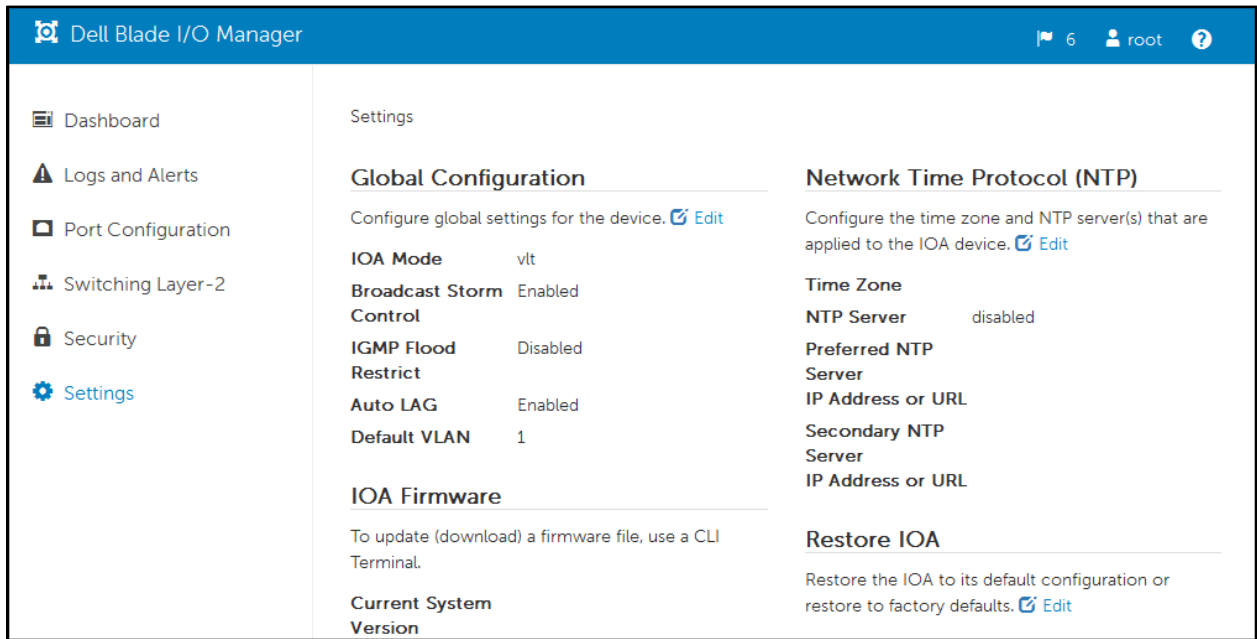 Dell Blade I/O Manager
6 root
Dashboard
Logs and Alerts
Port Configuration
Switching Layer-2
Security
Settings
Settings
Global Configuration
Configure global settings for the device. Edit
IOA Mode vlt
Broadcast Storm Enabled
Control
IGMP Flood Disabled
Restrict
Auto LAG Enabled
Default VLAN 1
IOA Firmware
To update (download) a firmware file, use a CLI
Terminal.
Current System
Version
Network Time Protocol (NTP)
Configure the time zone and NTP server(s) that are
applied to the IOA device. Edit
Time Zone
NTP Server disabled
Preferred NTP
Server
IP Address or URL
Secondary NTP
Server
IP Address or URL
Restore IOA
Restore the IOA to its default configuration or
restore to factory defaults. Edit